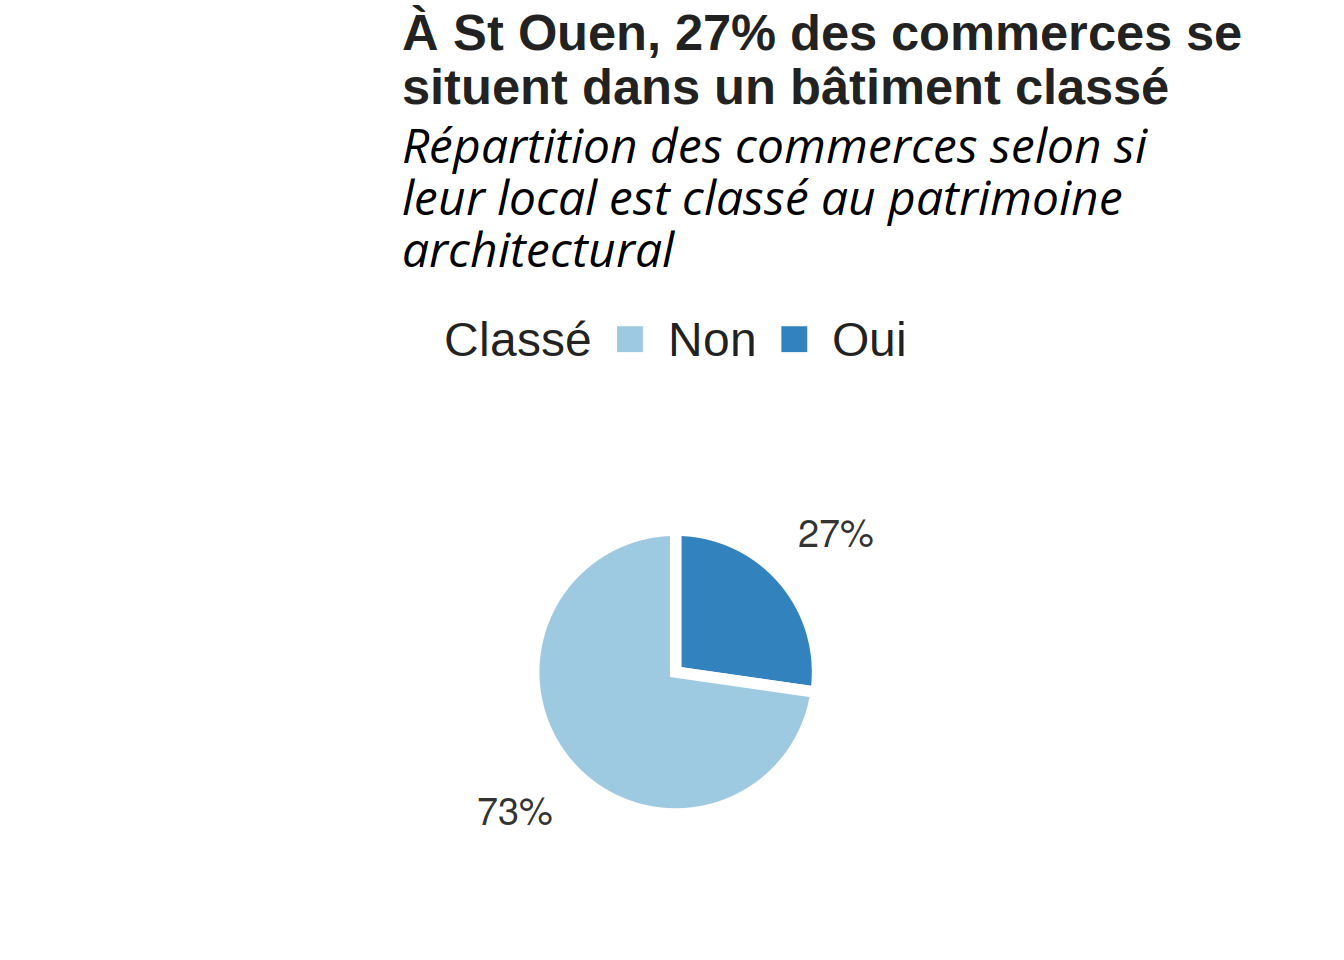 À St Ouen, 27% des commerces se
situent dans un bâtiment classé
Répartition des commerces selon si
leur local est classé au patrimoine
architectural
Classé Non Oui
27%
73%